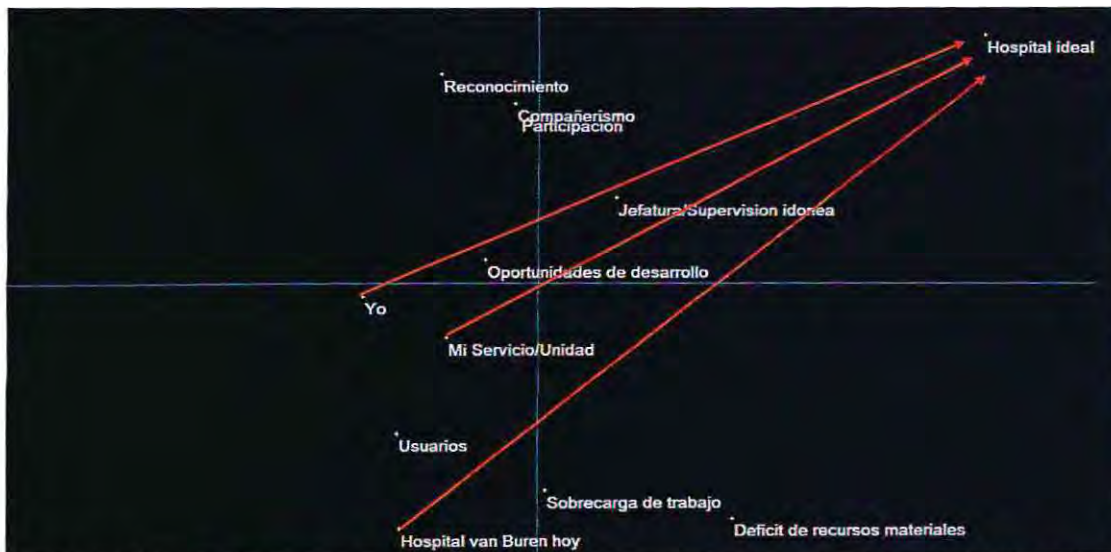 Hospital ideal
Reconocimiento
Compañerismo
Participacion
Jefatura/Supervision idonea
Oportunidades de desarrollo
Yo
Mi Servicio/Unidad
Usuarios
Sobrecarga de trabajo
Deficit de recursos materiales
Hospital van Buren hoy